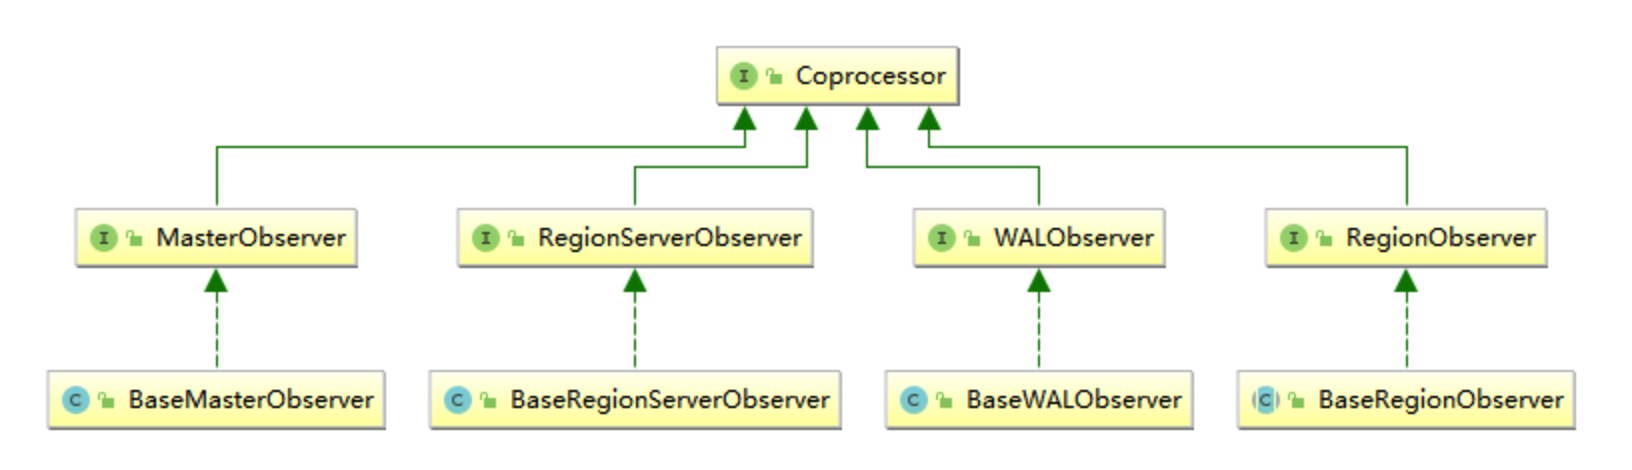 I Coprocessor
I MasterObserver
I RegionServerObserver
I WALObserver
I RegionObserver
C BaseMasterObserver
C BaseRegionServerObserver
C BaseWALObserver
C BaseRegionObserver